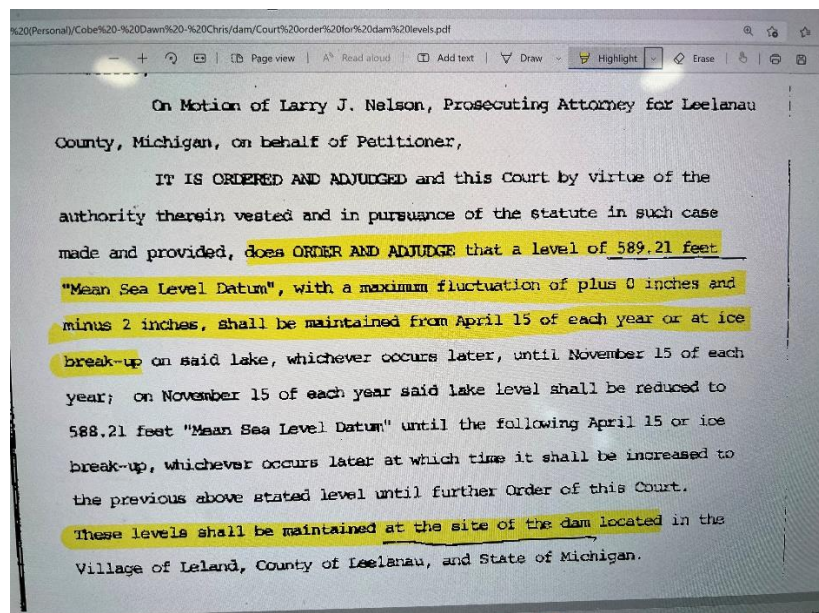 %20(Personal)/Cobe%20-%20Dawn%20-%20Chris/dam/Court%20order%20for%20dam%20levels.pdf
Page view Read aloud Add text Draw Highlight Erase
On Motion of Larry J. Nelson, Prosecuting Attorney for Leelanau
County, Michigan, on behalf of Petitioner,
IT IS ORDERED AND ADJUDGED and this Court by virtue of the
authority therein vested and in pursuance of the statute in such case
made and provided, does ORDER AND ADJUDGE that a level of 589.21 feet
"Mean Sea Level Datum", with a maximum fluctuation of plus 0 inches and
minus 2 inches, shall be maintained from April 15 of each year or at ice
break-up on said lake, whichever occurs later, until November 15 of each
year; on November 15 of each year said lake level shall be reduced to
588.21 feet "Mean Sea Level Datum" until the following April 15 or ice
break-up, whichever occurs later at which time it shall be increased to
the previous above stated level until further Order of this Court.
These levels shall be maintained at the site of the dam located in the
Village of Leland, County of Leelanau, and State of Michigan.